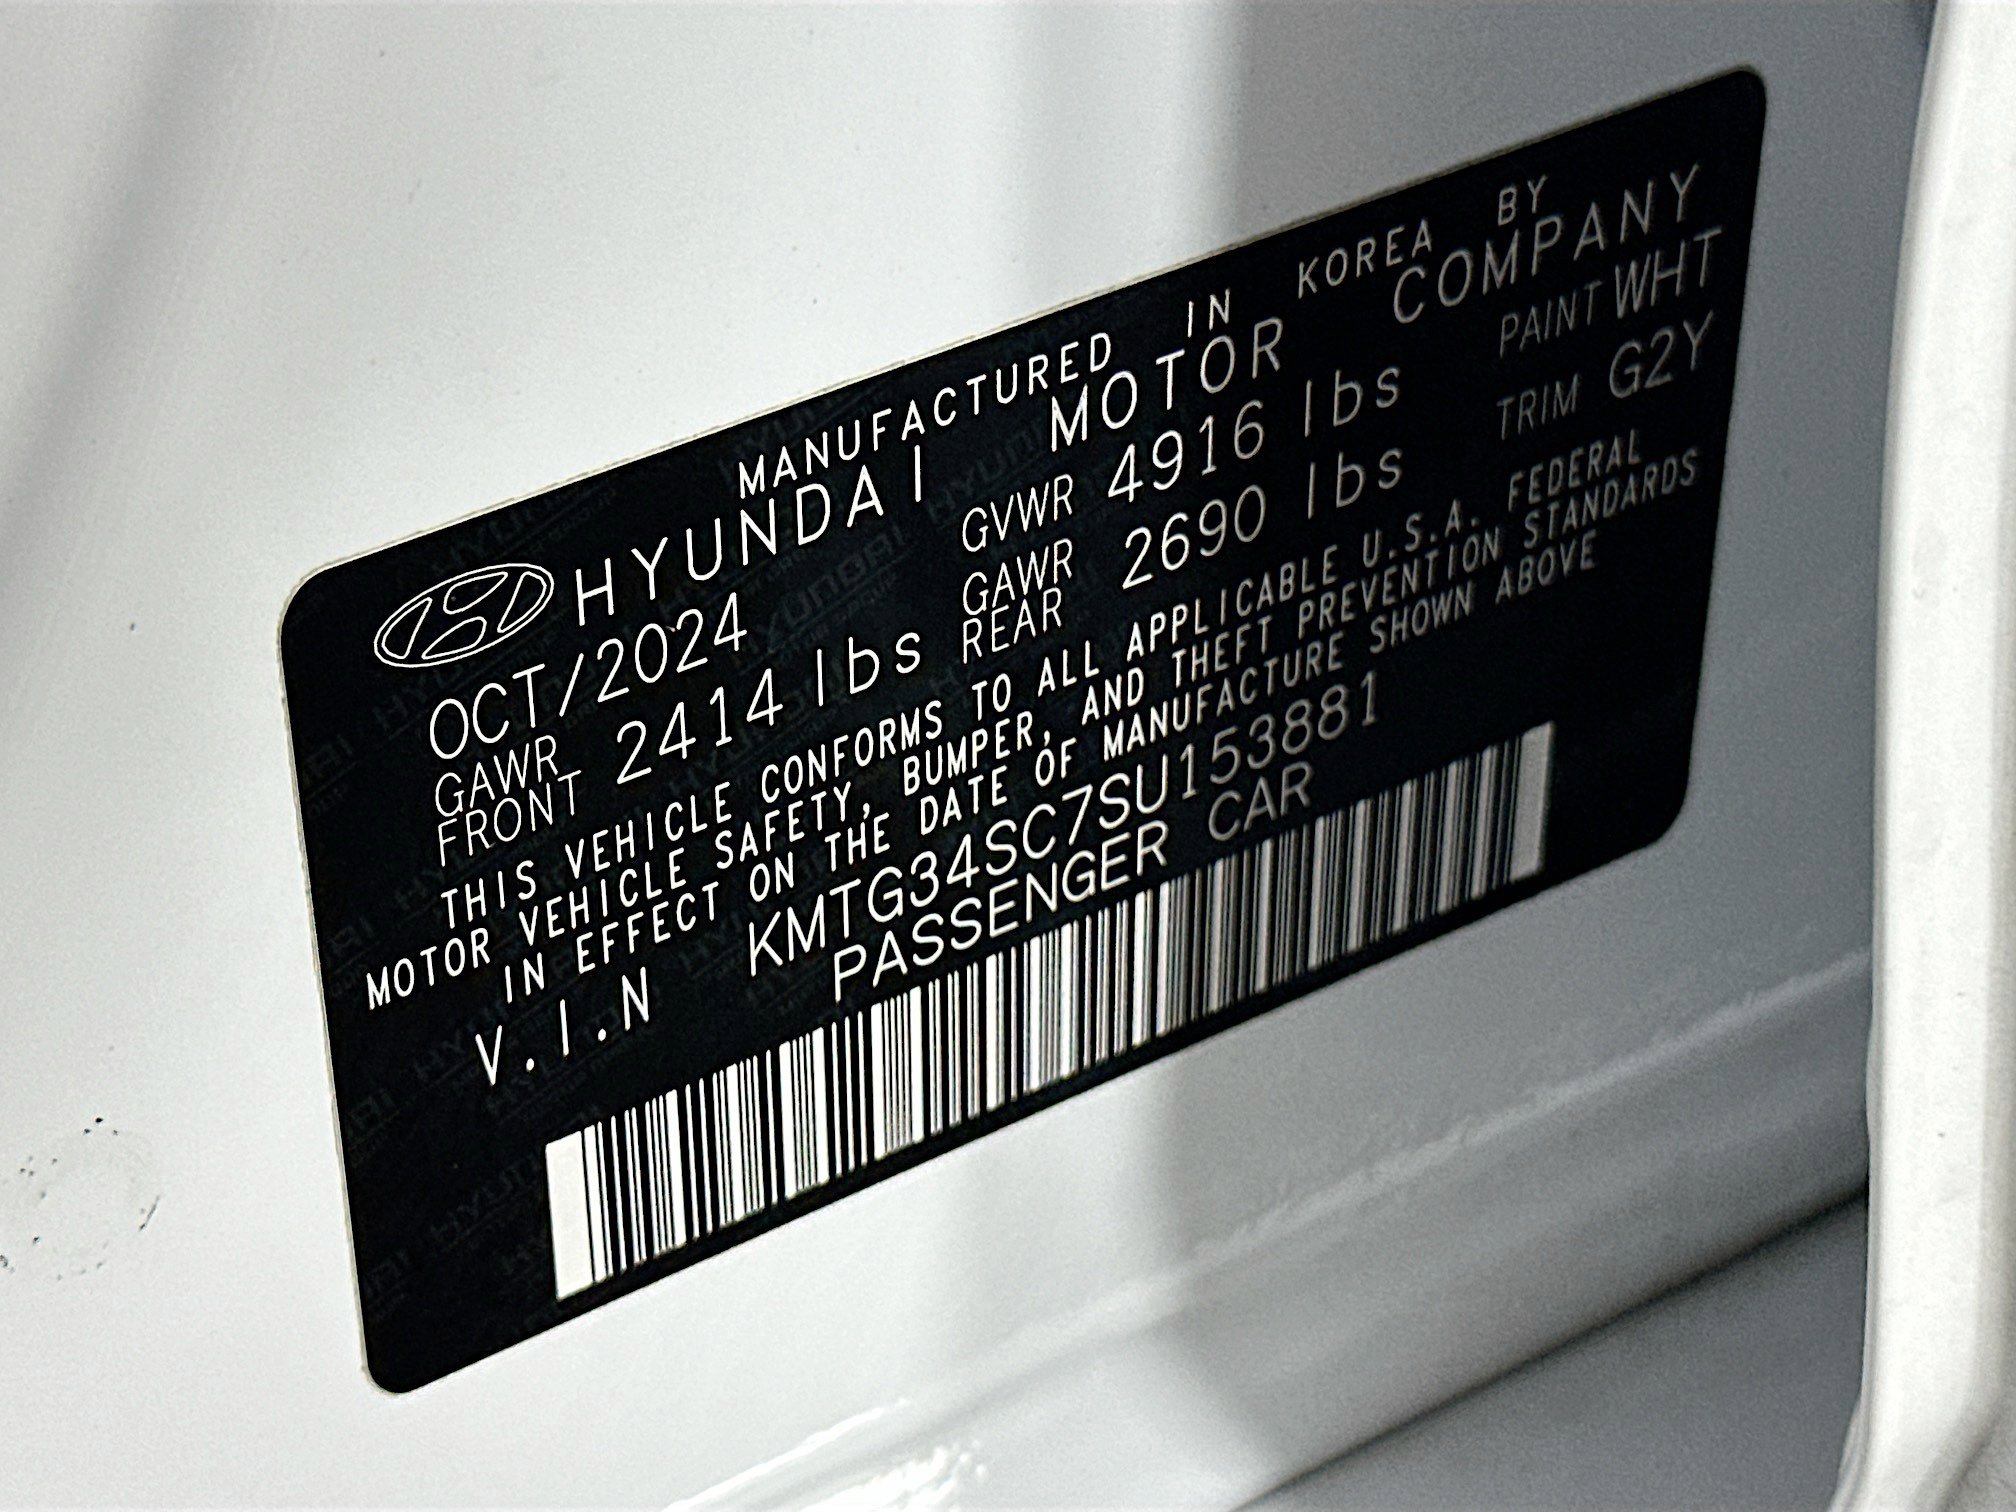 MANUFACTURED IN KOREA BY
HYUNDAI MOTOR COMPANY
OCT/2024 GVWR 4916 lbs PAINT WHT
GAWR FRONT 2414 lbs GAWR REAR 2690 lbs TRIM G2Y
THIS VEHICLE CONFORMS TO ALL APPLICABLE U.S.A. FEDERAL
MOTOR VEHICLE SAFETY, BUMPER, AND THEFT PREVENTION STANDARDS
IN EFFECT ON THE DATE OF MANUFACTURE SHOWN ABOVE
V.I.N KMTG34SC7SU153881
PASSENGER CAR